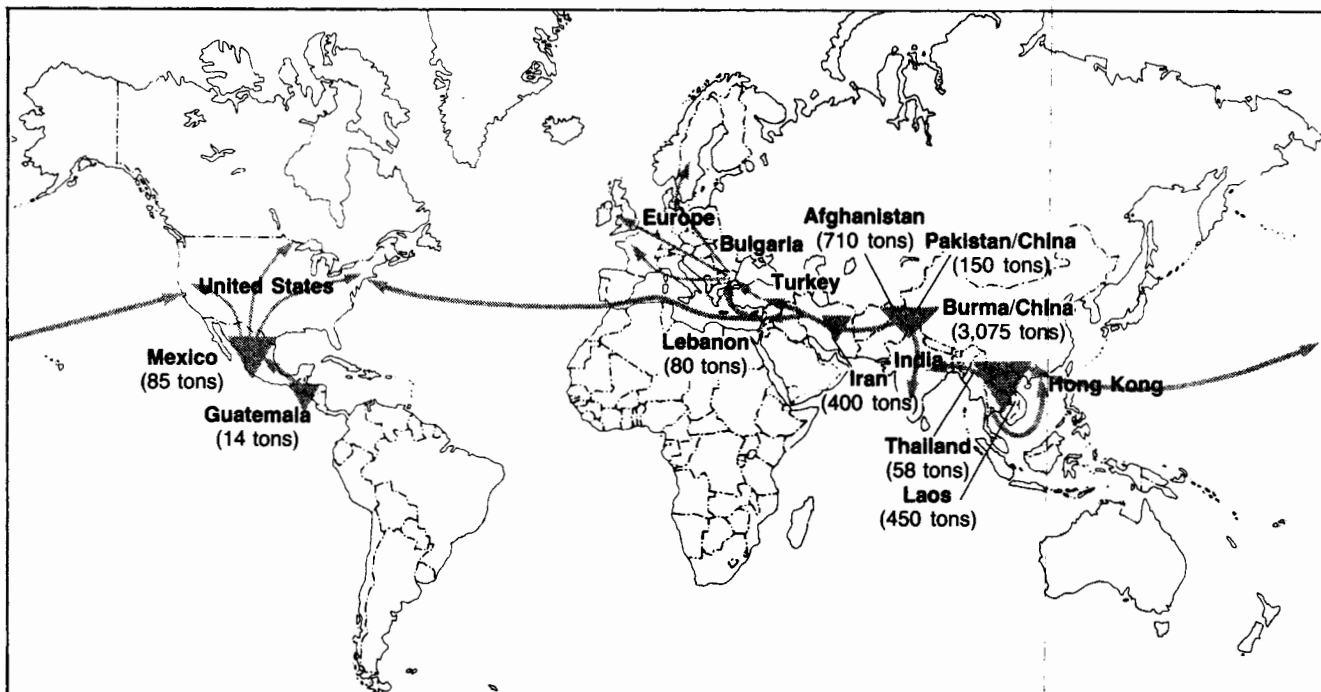 Europe
Bulgaria
Turkey
Afghanistan
(710 tons)
Pakistan/China
(150 tons)
United States
Burma/China
(3,075 tons)
Lebanon
(80 tons)
India
Iran
(400 tons)
Hong Kong
Mexico
(85 tons)
Guatemala
(14 tons)
Thailand
(58 tons)
Laos
(450 tons)